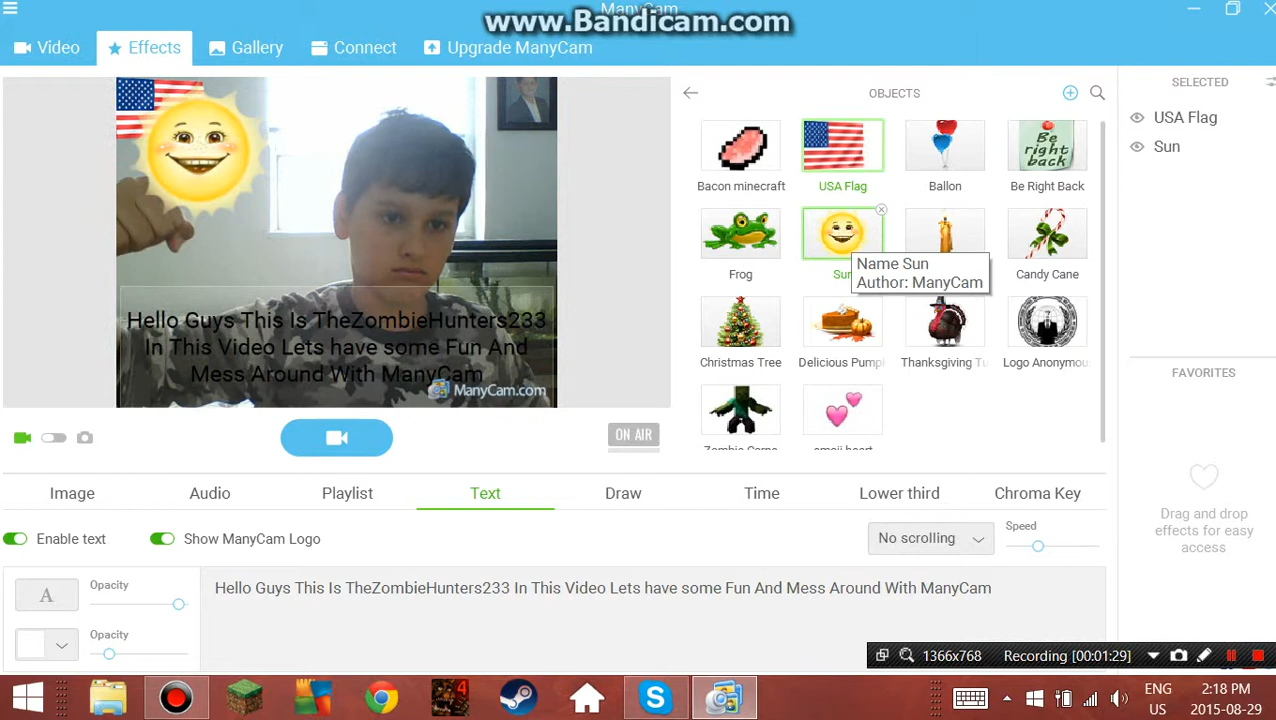 ManyCam
www.Bandicam.com
Video
Effects
Gallery
Connect
Upgrade ManyCam
OBJECTS
SELECTED
USA Flag
Sun
Be
right
back
Bacon minecraft
USA Flag
Ballon
Be Right Back
Frog
Sun
Name Sun
Author: ManyCam
Candy Cane
Christmas Tree
Delicious Pumpk
Thanksgiving Tu
Logo Anonymou
Hello Guys This Is TheZombieHunters233
In This Video Lets have some Fun And
Mess Around With ManyCam
ManyCam.com
emoji heart
FAVORITES
ON AIR
Drag and drop
effects for easy
access
Image
Audio
Playlist
Text
Draw
Time
Lower third
Chroma Key
Enable text
Show ManyCam Logo
No scrolling
Speed
A
Opacity
Hello Guys This Is TheZombieHunters233 In This Video Lets have some Fun And Mess Around With ManyCam
Opacity
1366x768
Recording [00:01:29]
4
ENG
US
2:18 PM
2015-08-29